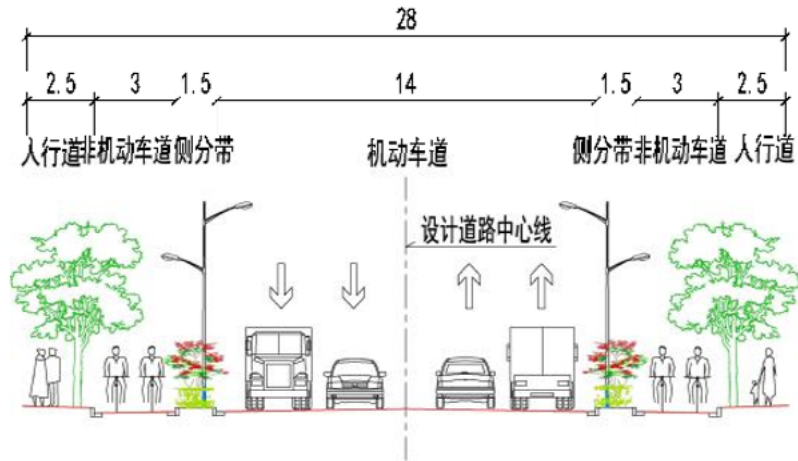 28
2.5 3 1.5 14 1.5 3 2.5
人行道 非机动车道 侧分带 机动车道 侧分带 非机动车道 人行道
设计道路中心线